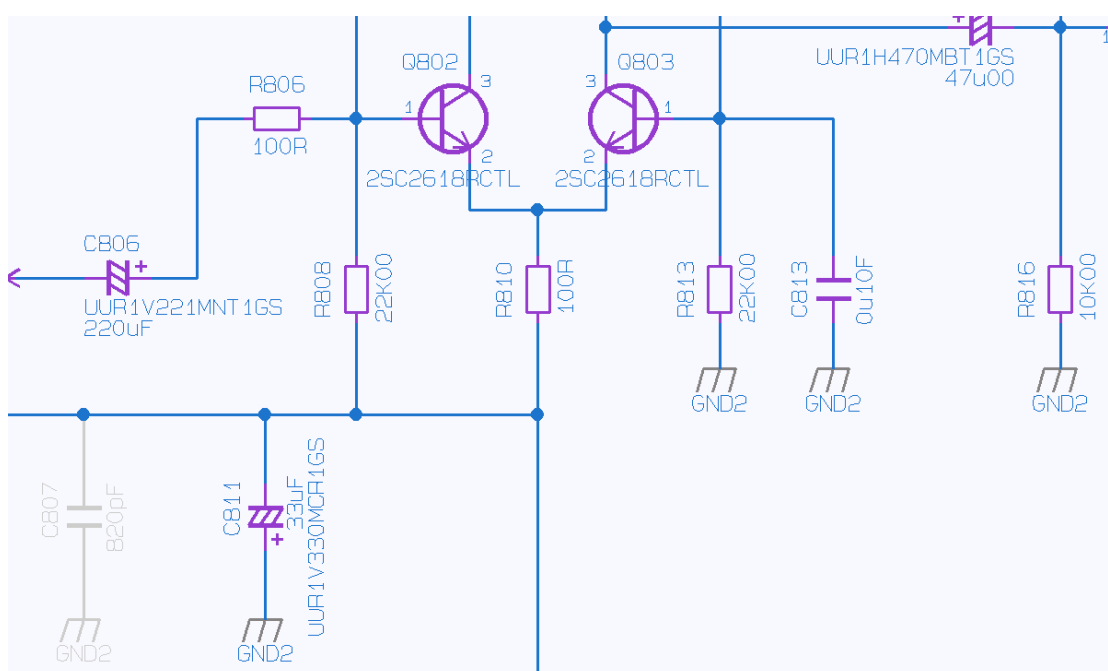 Q802
Q803
UUR1H470MBT1GS
47u00
1
R806
100R
3
1
2
2SC2618RCTL
3
1
2
2SC2618RCTL
C806
UUR1V221MNT1GS
220uF
R808
22K00
R810
100R
R813
22K00
C813
0u10F
R816
10K00
GND2
GND2
GND2
C807
820pF
GND2
C811
33uF
UUR1V330MCR1GS
GND2